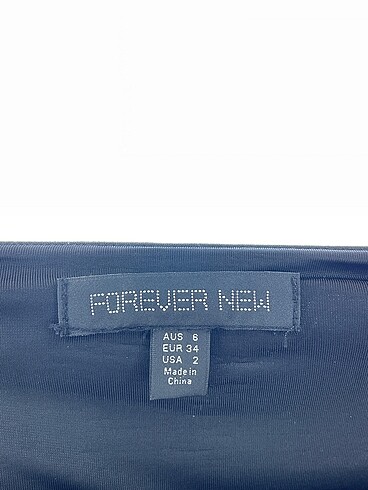 FOREVER NEW
AUS 6
EUR 34
USA 2
Made in
China